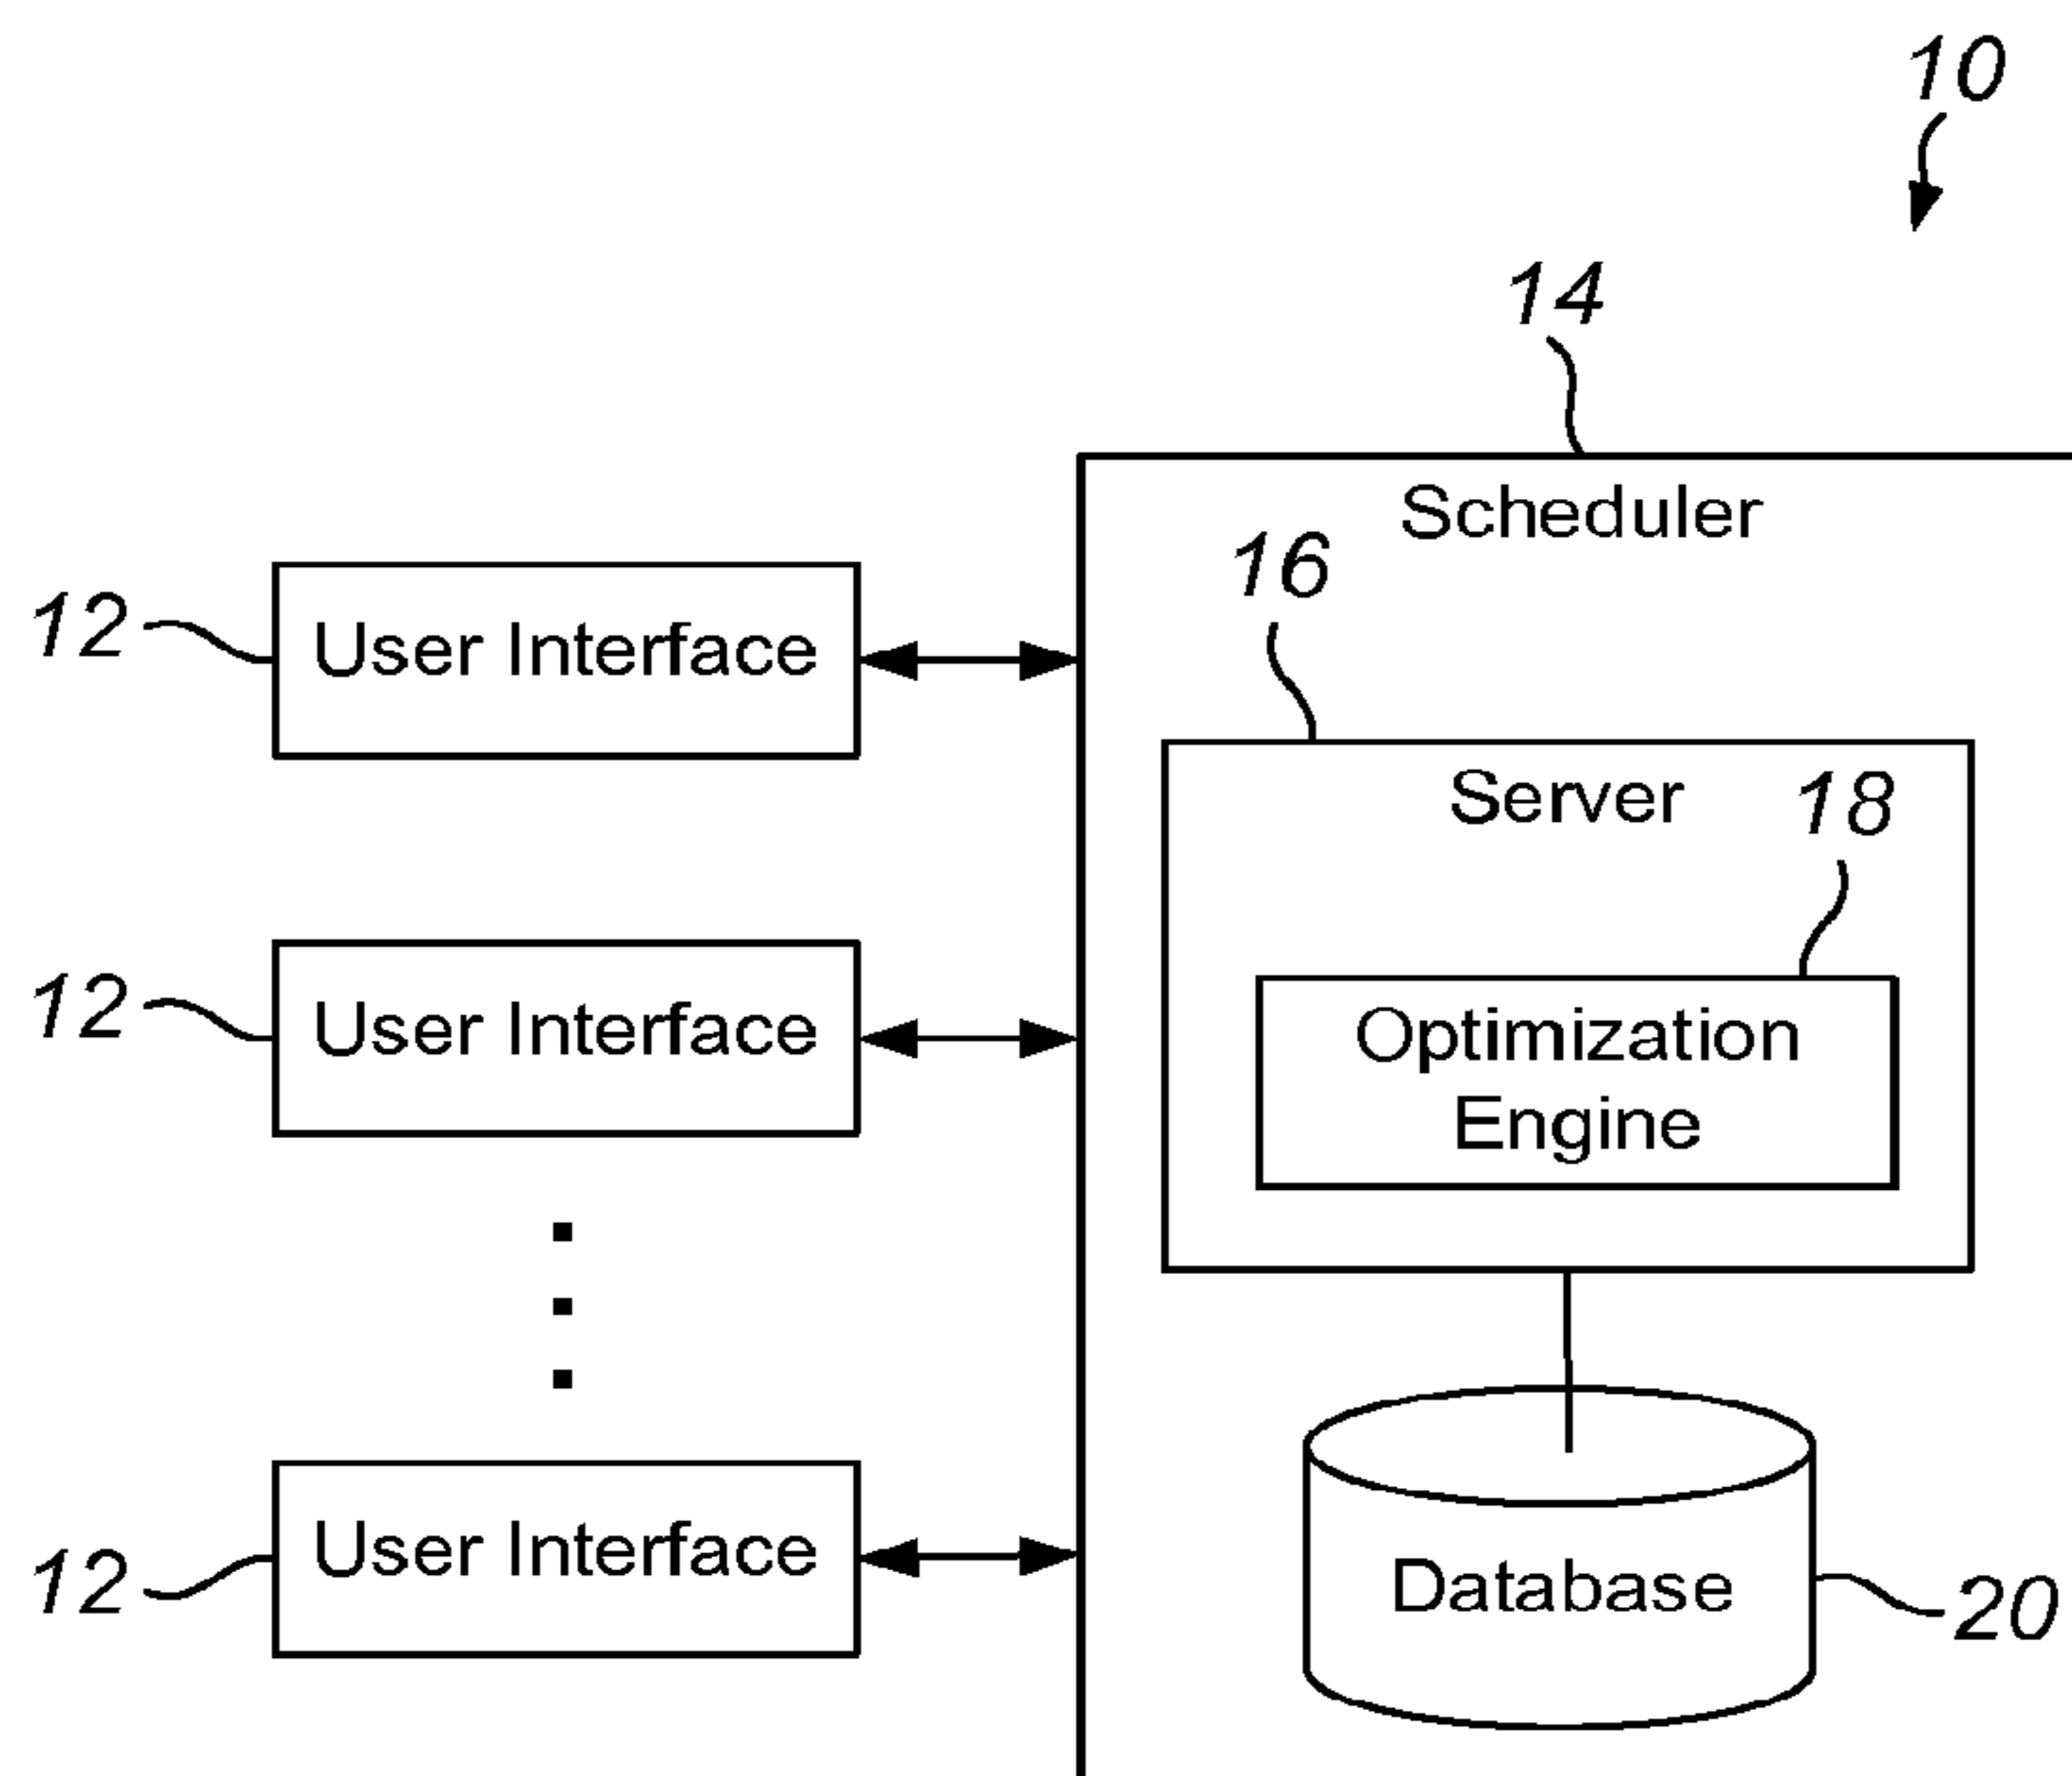 10
14
Scheduler
16
12
User Interface
Server
18
12
User Interface
Optimization
Engine
12
User Interface
Database
20